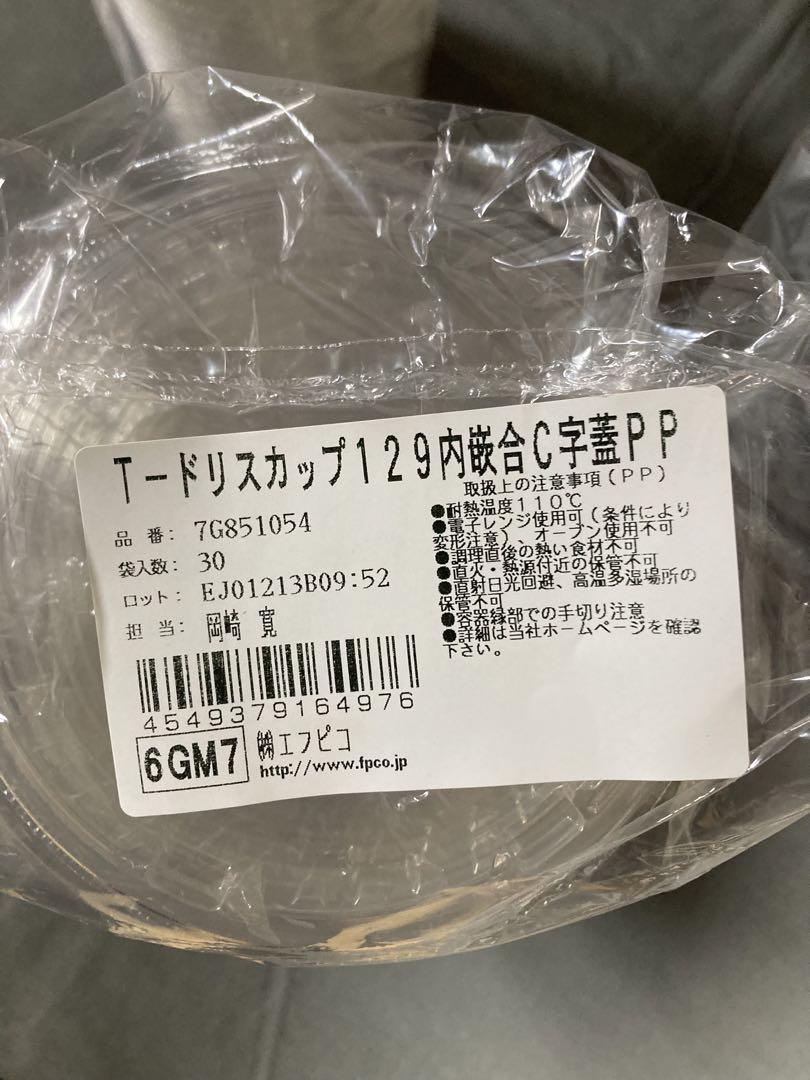 T-ドリスカップ129内嵌合C字蓋PP
品 番: 7G851054
袋入数: 30
ロット: EJ01213B09:52
担 当: 岡崎 寛
4549379164976
6GM7
㈱エフピコ
http://www.fpco.jp
取扱上の注意事項(PP)
●耐熱温度110℃
●電子レンジ使用可(条件により
変形注意)、オーブン使用不可
●調理直後の熱い食材不可
●直火・熱源付近の保管不可
●直射日光回避、高温多湿場所の
保管不可
●容器縁部での手切り注意
●詳細は当社ホームページを確認
下さい。